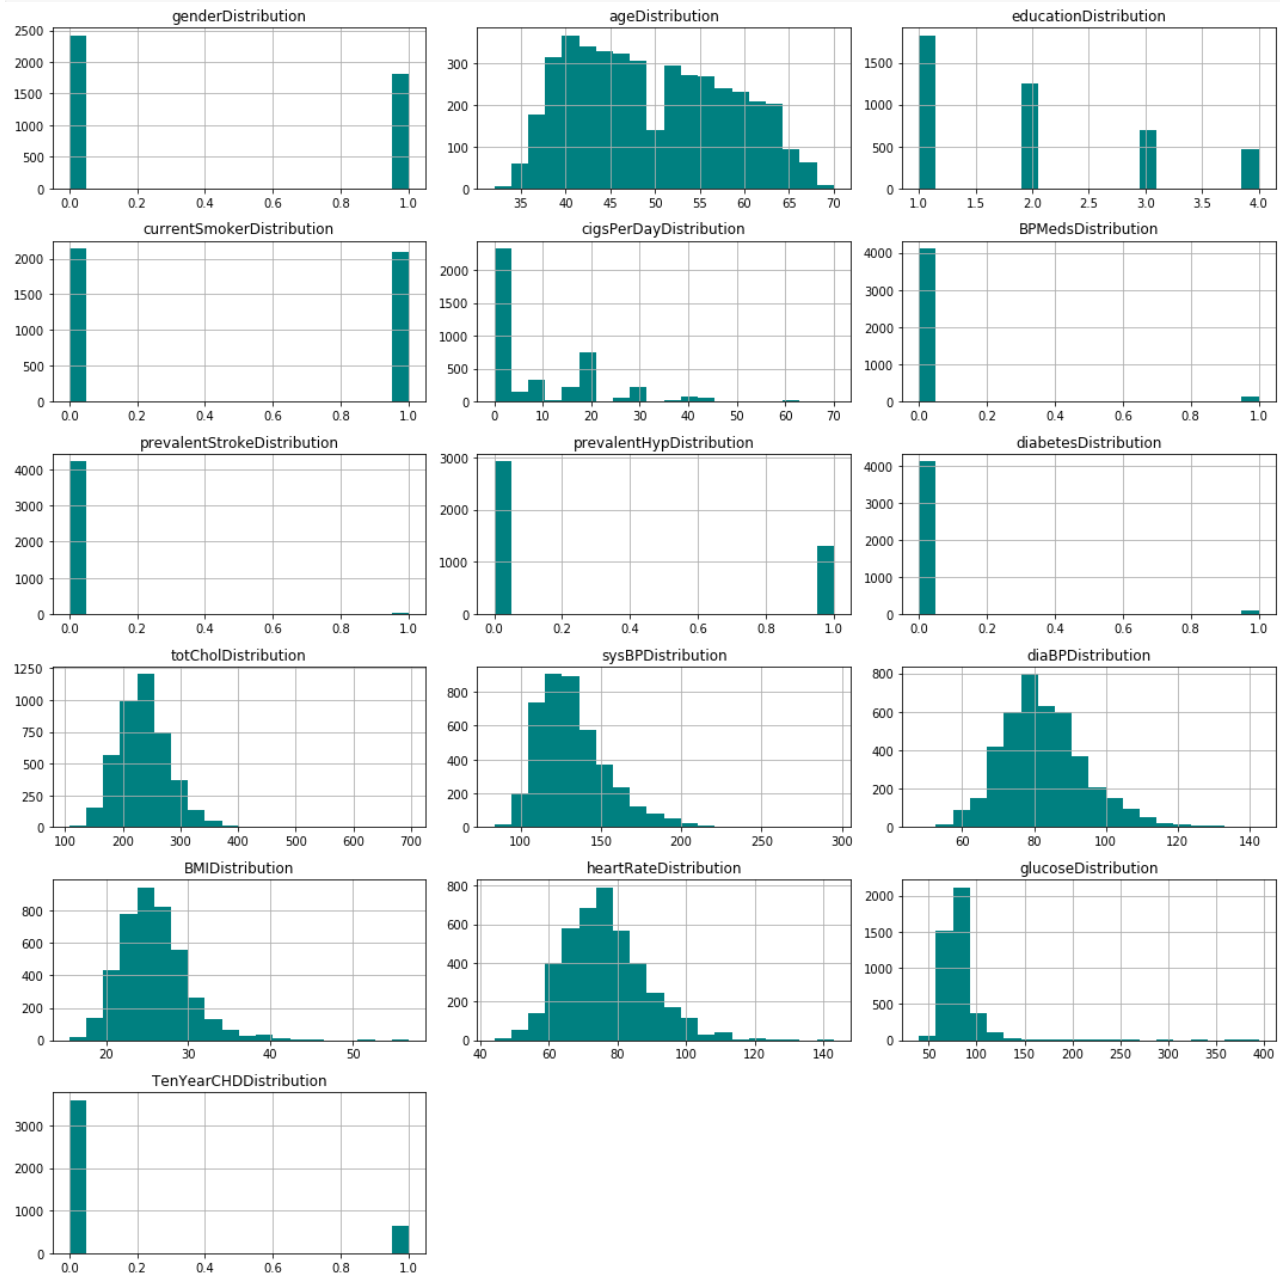 genderDistribution
2500
2000
1500
1000
500
0
0.0 0.2 0.4 0.6 0.8 1.0
ageDistribution
300
200
100
0
35 40 45 50 55 60 65 70
educationDistribution
1500
1000
500
0
1.0 1.5 2.0 2.5 3.0 3.5 4.0
currentSmokerDistribution
2000
1500
1000
500
0
0.0 0.2 0.4 0.6 0.8 1.0
cigsPerDayDistribution
2000
1500
1000
500
0
0 10 20 30 40 50 60 70
BPMedsDistribution
4000
3000
2000
1000
0
0.0 0.2 0.4 0.6 0.8 1.0
prevalentStrokeDistribution
4000
3000
2000
1000
0
0.0 0.2 0.4 0.6 0.8 1.0
prevalentHypDistribution
3000
2000
1000
0
0.0 0.2 0.4 0.6 0.8 1.0
diabetesDistribution
4000
3000
2000
1000
0
0.0 0.2 0.4 0.6 0.8 1.0
totCholDistribution
1250
1000
750
500
250
0
100 200 300 400 500 600 700
sysBPDistribution
800
600
400
200
0
100 150 200 250 300
diaBPDistribution
800
600
400
200
0
60 80 100 120 140
BMIDistribution
800
600
400
200
0
20 30 40 50
heartRateDistribution
800
600
400
200
0
40 60 80 100 120 140
glucoseDistribution
2000
1500
1000
500
0
50 100 150 200 250 300 350 400
TenYearCHDDistribution
3000
2000
1000
0
0.0 0.2 0.4 0.6 0.8 1.0